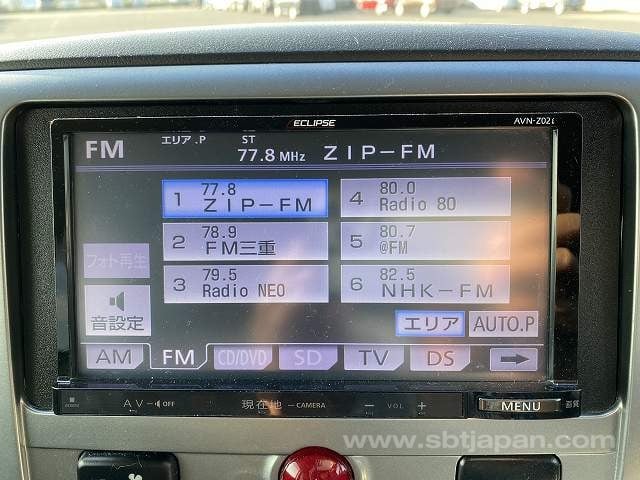 ECLIPSE AVN-Z02i
FM エリア.P ST 77.8 MHz ZIP-FM
1 77.8 ZIP-FM
4 80.0 Radio 80
2 78.9 FM三重
5 80.7 @FM
3 79.5 Radio NEO
6 82.5 NHK-FM
フォト再生
音設定
エリア AUTO.P
AM FM CD/DVD SD TV DS
AV- OFF 現在地 -CAMERA - VOL + MENU 画質
www.sbtjapan.com